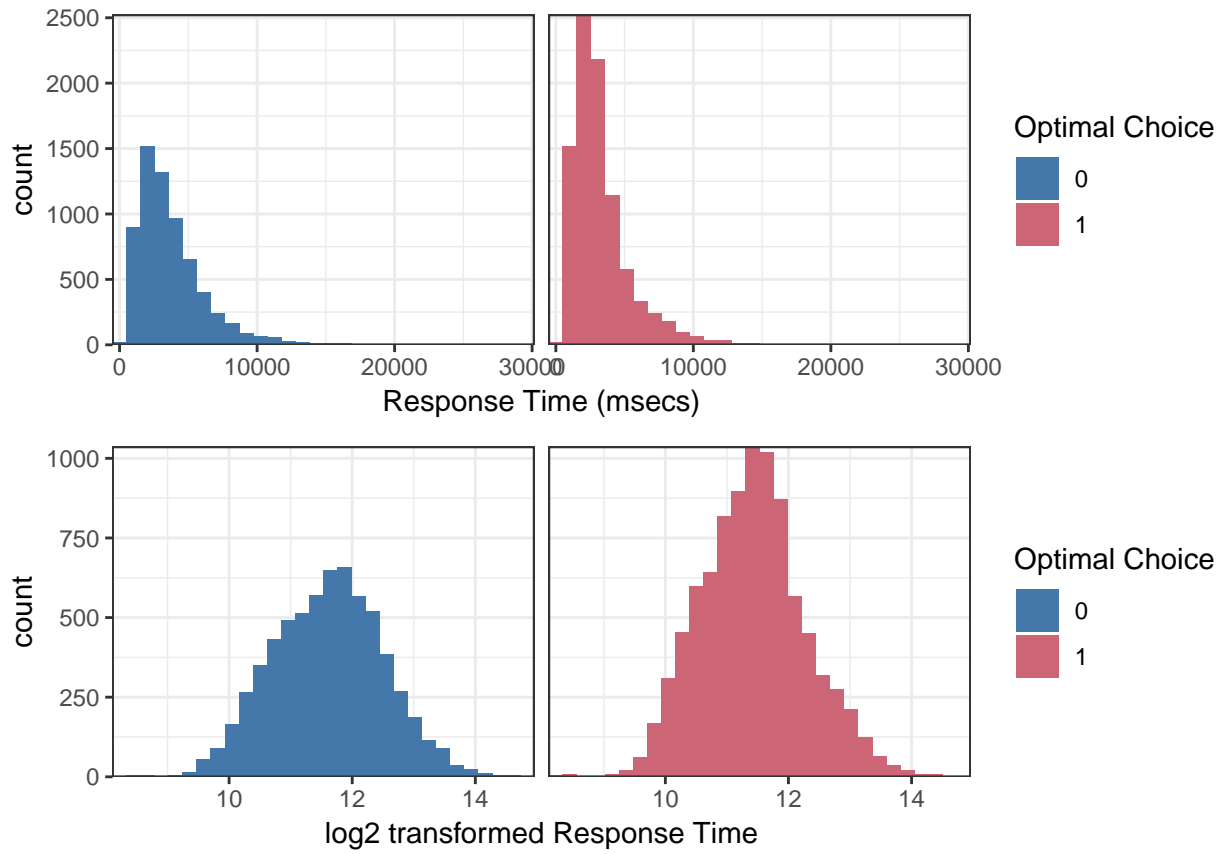 2500
2000
1500
1000
500
0
count
0 10000 20000 30000
0 10000 20000 30000
Response Time (msecs)
Optimal Choice
0
1
1000
750
500
250
0
count
10 12 14
10 12 14
log2 transformed Response Time
Optimal Choice
0
1